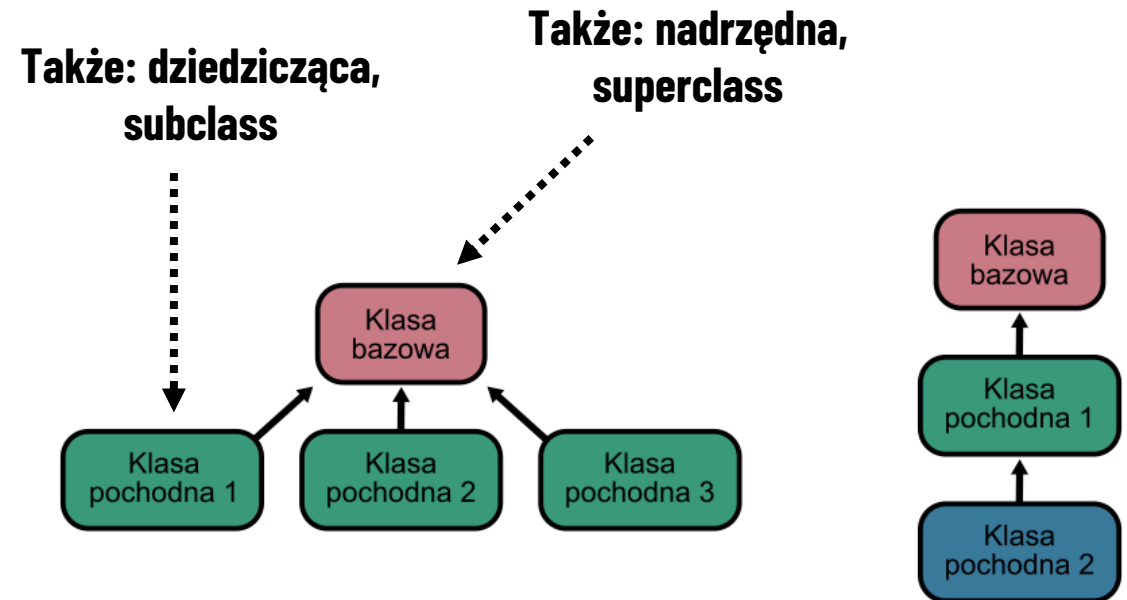 Także: dziedzicząca,
subclass
Także: nadrzędna,
superclass
Klasa
bazowa
Klasa
pochodna 1
Klasa
pochodna 2
Klasa
pochodna 3
Klasa
bazowa
Klasa
pochodna 1
Klasa
pochodna 2